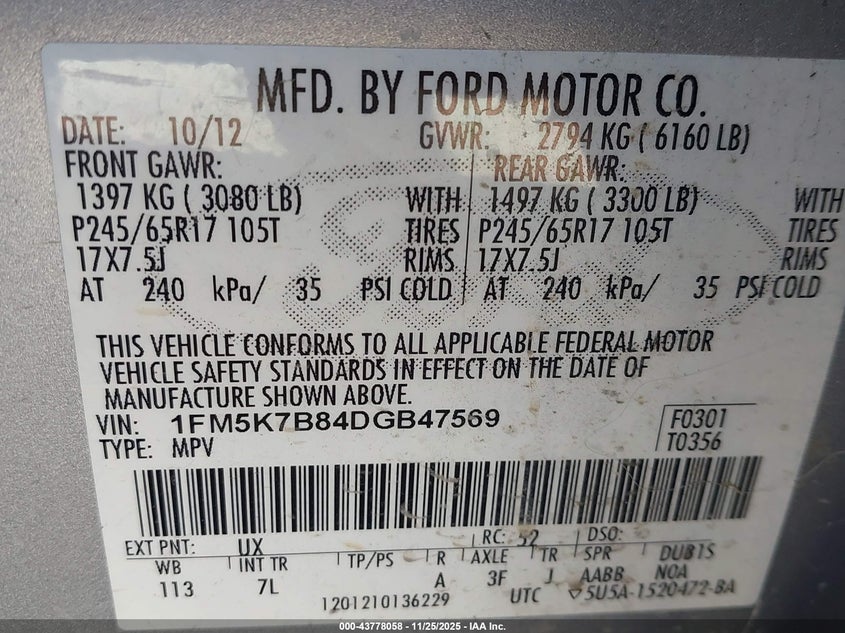 MFD. BY FORD MOTOR CO.
DATE: 10/12 GVWR: 2794 KG ( 6160 LB)
FRONT GAWR: REAR GAWR:
1397 KG ( 3080 LB) WITH 1497 KG ( 3300 LB) WITH
P245/65R17 105T TIRES P245/65R17 105T TIRES
17X7.5J RIMS 17X7.5J RIMS
AT 240 kPa/ 35 PSI COLD AT 240 kPa/ 35 PSI COLD
THIS VEHICLE CONFORMS TO ALL APPLICABLE FEDERAL MOTOR
VEHICLE SAFETY STANDARDS IN EFFECT ON THE DATE OF
MANUFACTURE SHOWN ABOVE.
VIN: 1FM5K7B84DGB47569 F0301
TYPE: MPV T0356
EXT PNT: UX RC: 52 DSO:
WB INT TR TP/PS R AXLE TR SPR DUB1S
113 7L A 3F J AABB NOA
1201210136229 UTC ▽5U5A-1520472-BA
000-43778058 - 11/25/2025 - IAA Inc.